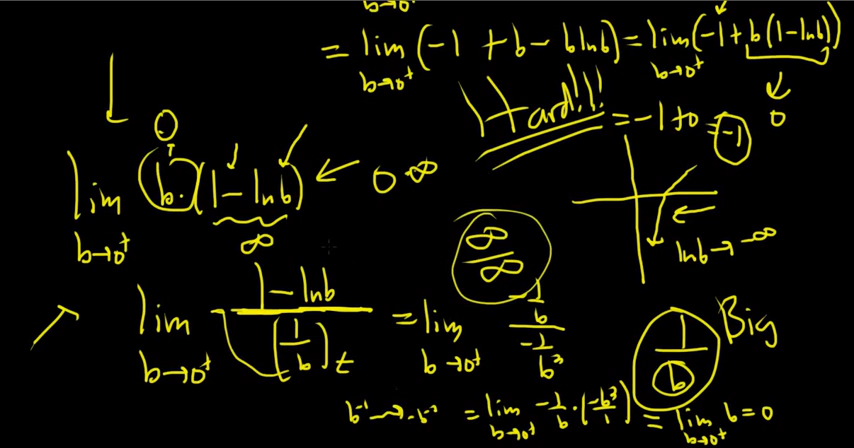 b→0⁺
= lim (-1 + b - b ln b) = lim (-1 + b(1 - ln b))
b→0⁺ b→0⁺
Hard!!!
= -1 + 0 = -1
0
0
lim b·(1 - ln b) ← 0·∞
b→0⁺
∞
ln b → -∞
∞/∞
lim (1 - ln b)/(1/b) = lim (-1/b)/(-1/b²)
b→0⁺ b→0⁺
t
1/b Big
b⁻¹ → -b⁻² = lim -1/b · (-b²/1) = lim b = 0
b→0⁺ b→0⁺